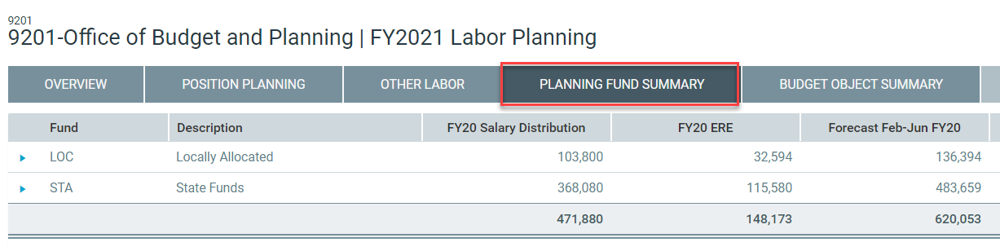 9201
9201-Office of Budget and Planning | FY2021 Labor Planning
OVERVIEW POSITION PLANNING OTHER LABOR PLANNING FUND SUMMARY BUDGET OBJECT SUMMARY
Fund Description FY20 Salary Distribution FY20 ERE Forecast Feb-Jun FY20
LOC Locally Allocated 103,800 32,594 136,394
STA State Funds 368,080 115,580 483,659
471,880 148,173 620,053